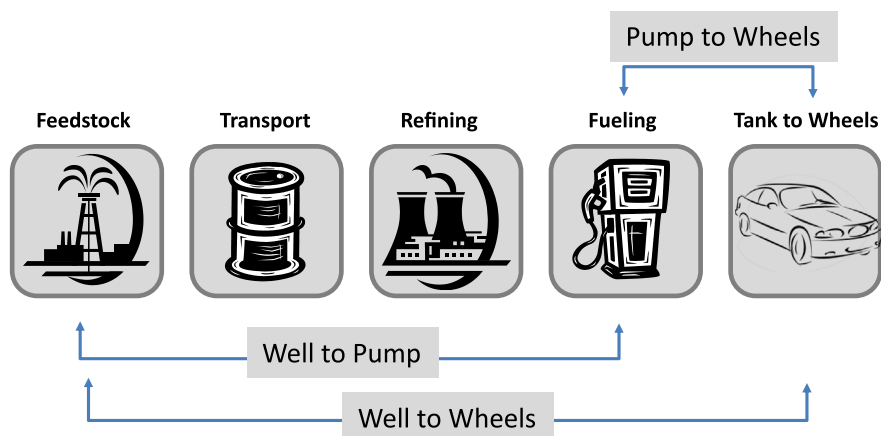 Pump to Wheels
Feedstock
Transport
Refining
Fueling
Tank to Wheels
Well to Pump
Well to Wheels